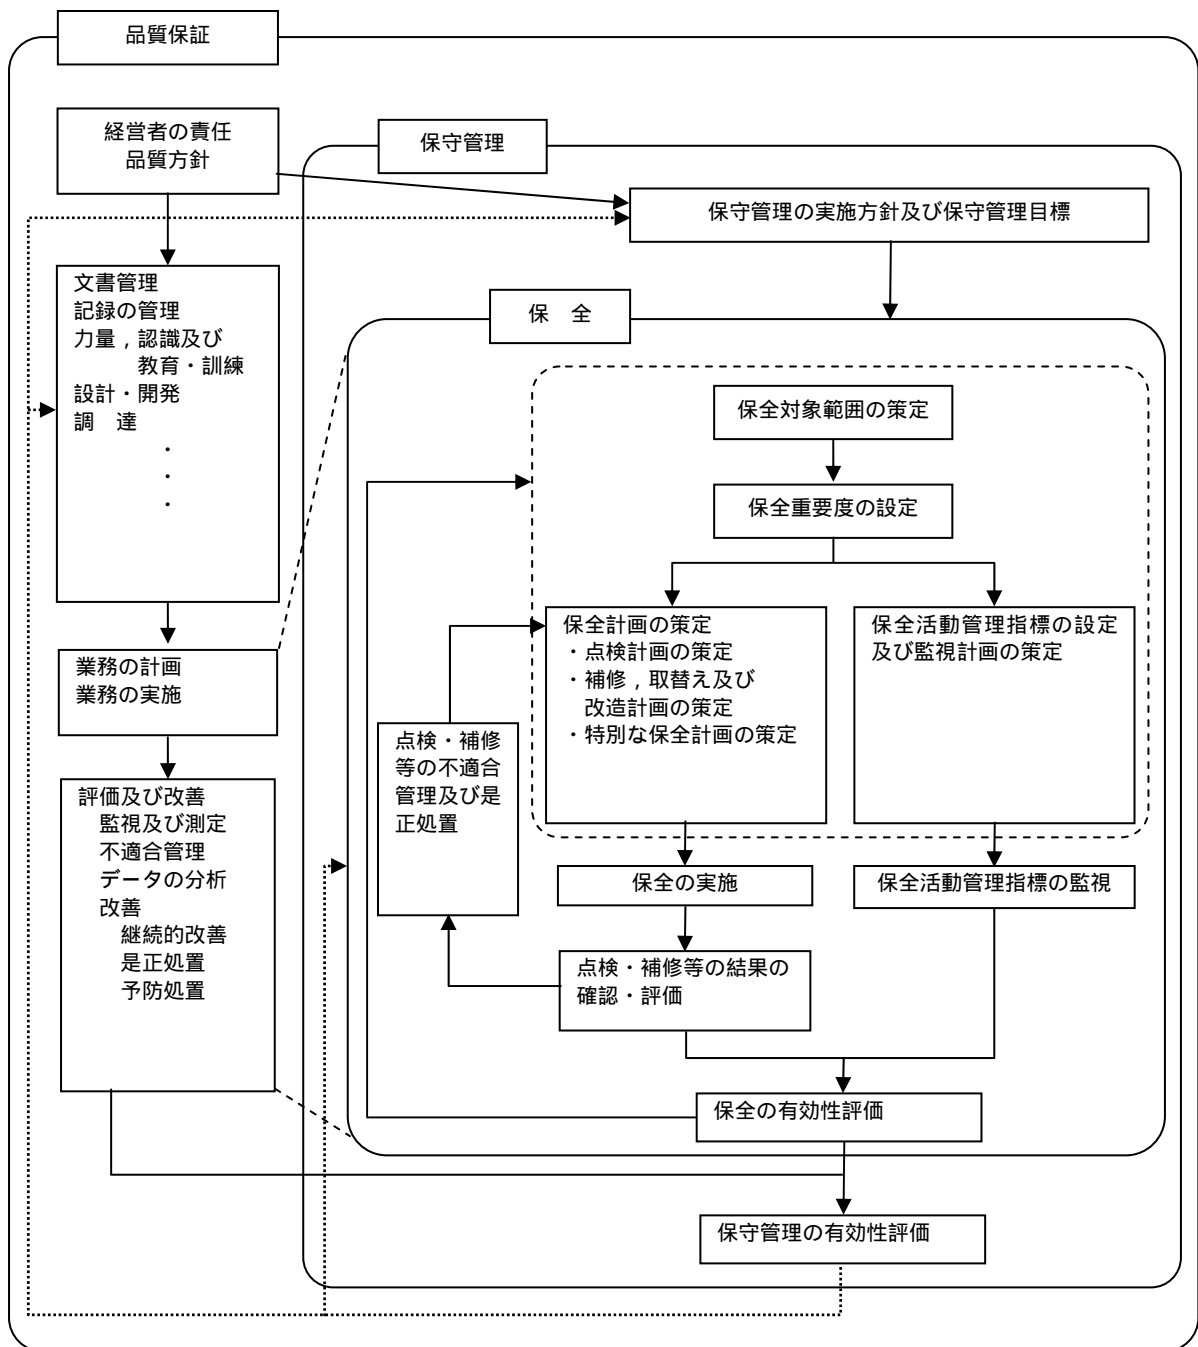 品質保証
経営者の責任
品質方針
文書管理
記録の管理
力量，認識及び
教育・訓練
設計・開発
調　達
・
・
・
業務の計画
業務の実施
評価及び改善
監視及び測定
不適合管理
データの分析
改善
継続的改善
是正処置
予防処置
保守管理
保守管理の実施方針及び保守管理目標
保　全
保全対象範囲の策定
保全重要度の設定
保全計画の策定
・点検計画の策定
・補修，取替え及び
改造計画の策定
・特別な保全計画の策定
保全活動管理指標の設定
及び監視計画の策定
点検・補修
等の不適合
管理及び是
正処置
保全の実施
保全活動管理指標の監視
点検・補修等の結果の
確認・評価
保全の有効性評価
保守管理の有効性評価